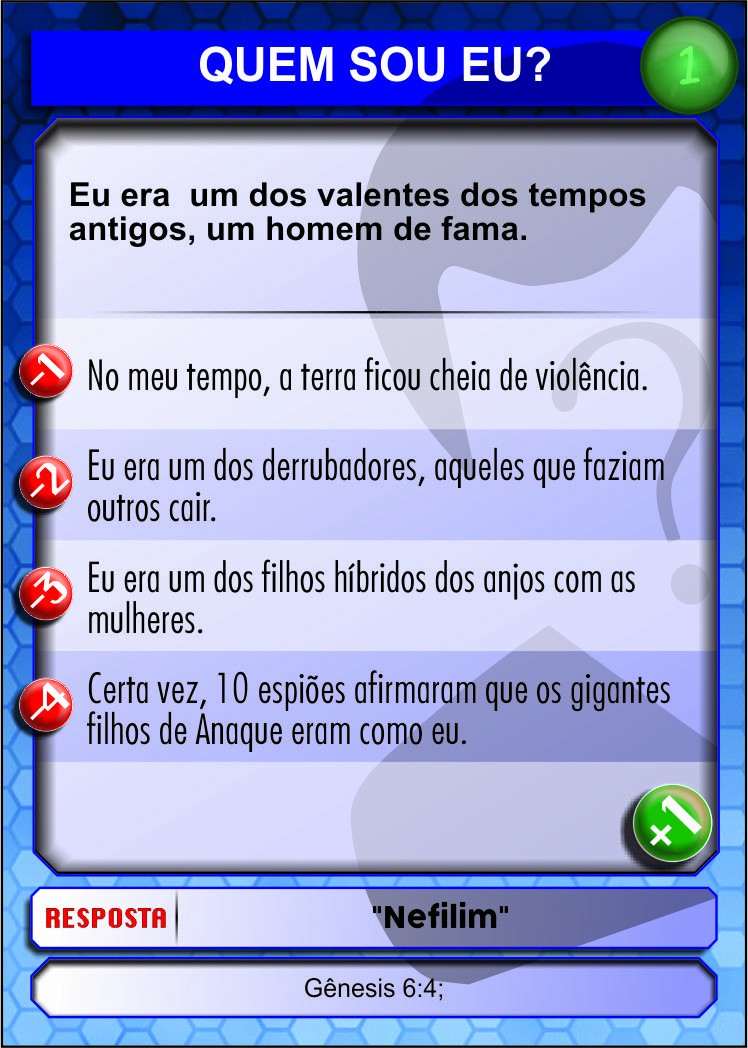 QUEM SOU EU?
1
Eu era um dos valentes dos tempos
antigos, um homem de fama.
1
No meu tempo, a terra ficou cheia de violência.
2
Eu era um dos derrubadores, aqueles que faziam
outros cair.
3
Eu era um dos filhos híbridos dos anjos com as
mulheres.
4
Certa vez, 10 espiões afirmaram que os gigantes
filhos de Anaque eram como eu.
×1
RESPOSTA
"Nefilim"
Gênesis 6:4;